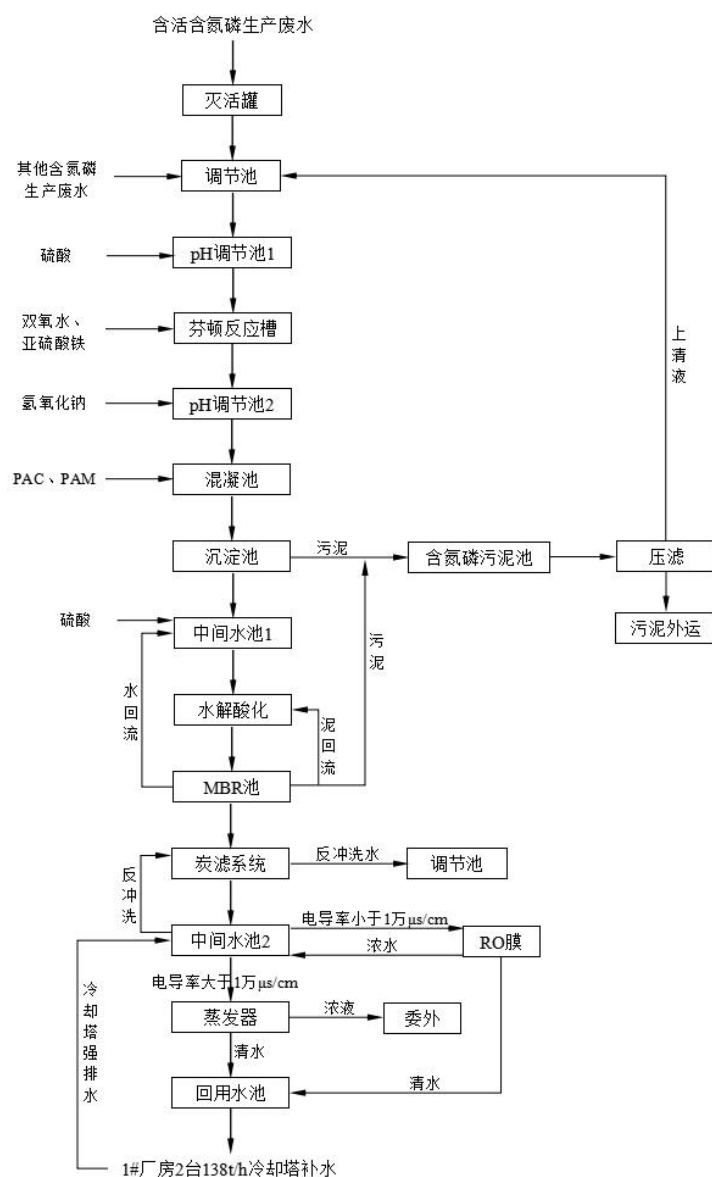 含活含氮磷生产废水
灭活罐
其他含氮磷
生产废水
调节池
硫酸
pH调节池1
双氧水、
亚硫酸铁
芬顿反应槽
上清液
氢氧化钠
pH调节池2
PAC、PAM
混凝池
沉淀池
污泥
含氮磷污泥池
压滤
硫酸
中间水池1
污泥
污泥外运
水回流
水解酸化
泥回流
MBR池
炭滤系统
反冲洗水
调节池
反冲洗
电导率小于1万μs/cm
中间水池2
浓水
RO膜
电导率大于1万μs/cm
冷却塔强排水
蒸发器
浓液
委外
清水
回用水池
清水
1#厂房2台138t/h冷却塔补水